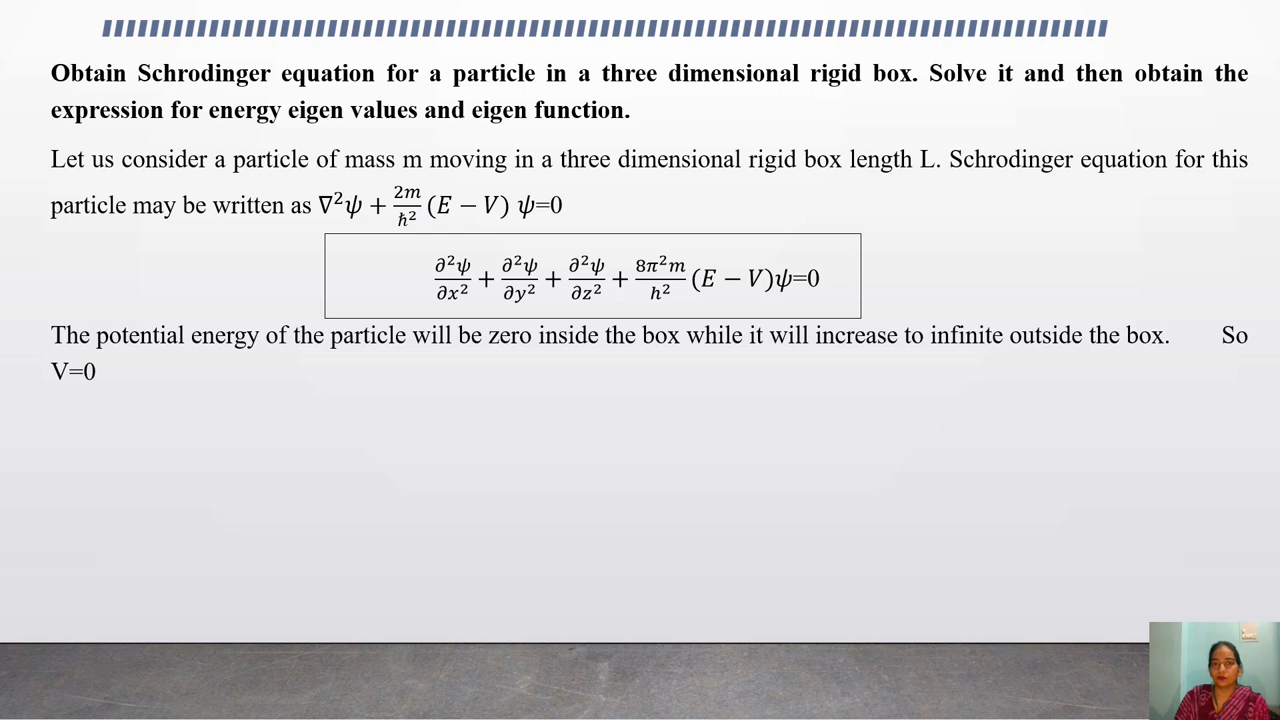 Obtain Schrodinger equation for a particle in a three dimensional rigid box. Solve it and then obtain the
expression for energy eigen values and eigen function.
Let us consider a particle of mass m moving in a three dimensional rigid box length L. Schrodinger equation for this
particle may be written as ∇²ψ + 2m/ℏ² (E − V) ψ=0
∂²ψ/∂x² + ∂²ψ/∂y² + ∂²ψ/∂z² + 8π²m/h² (E − V)ψ=0
The potential energy of the particle will be zero inside the box while it will increase to infinite outside the box. So
V=0